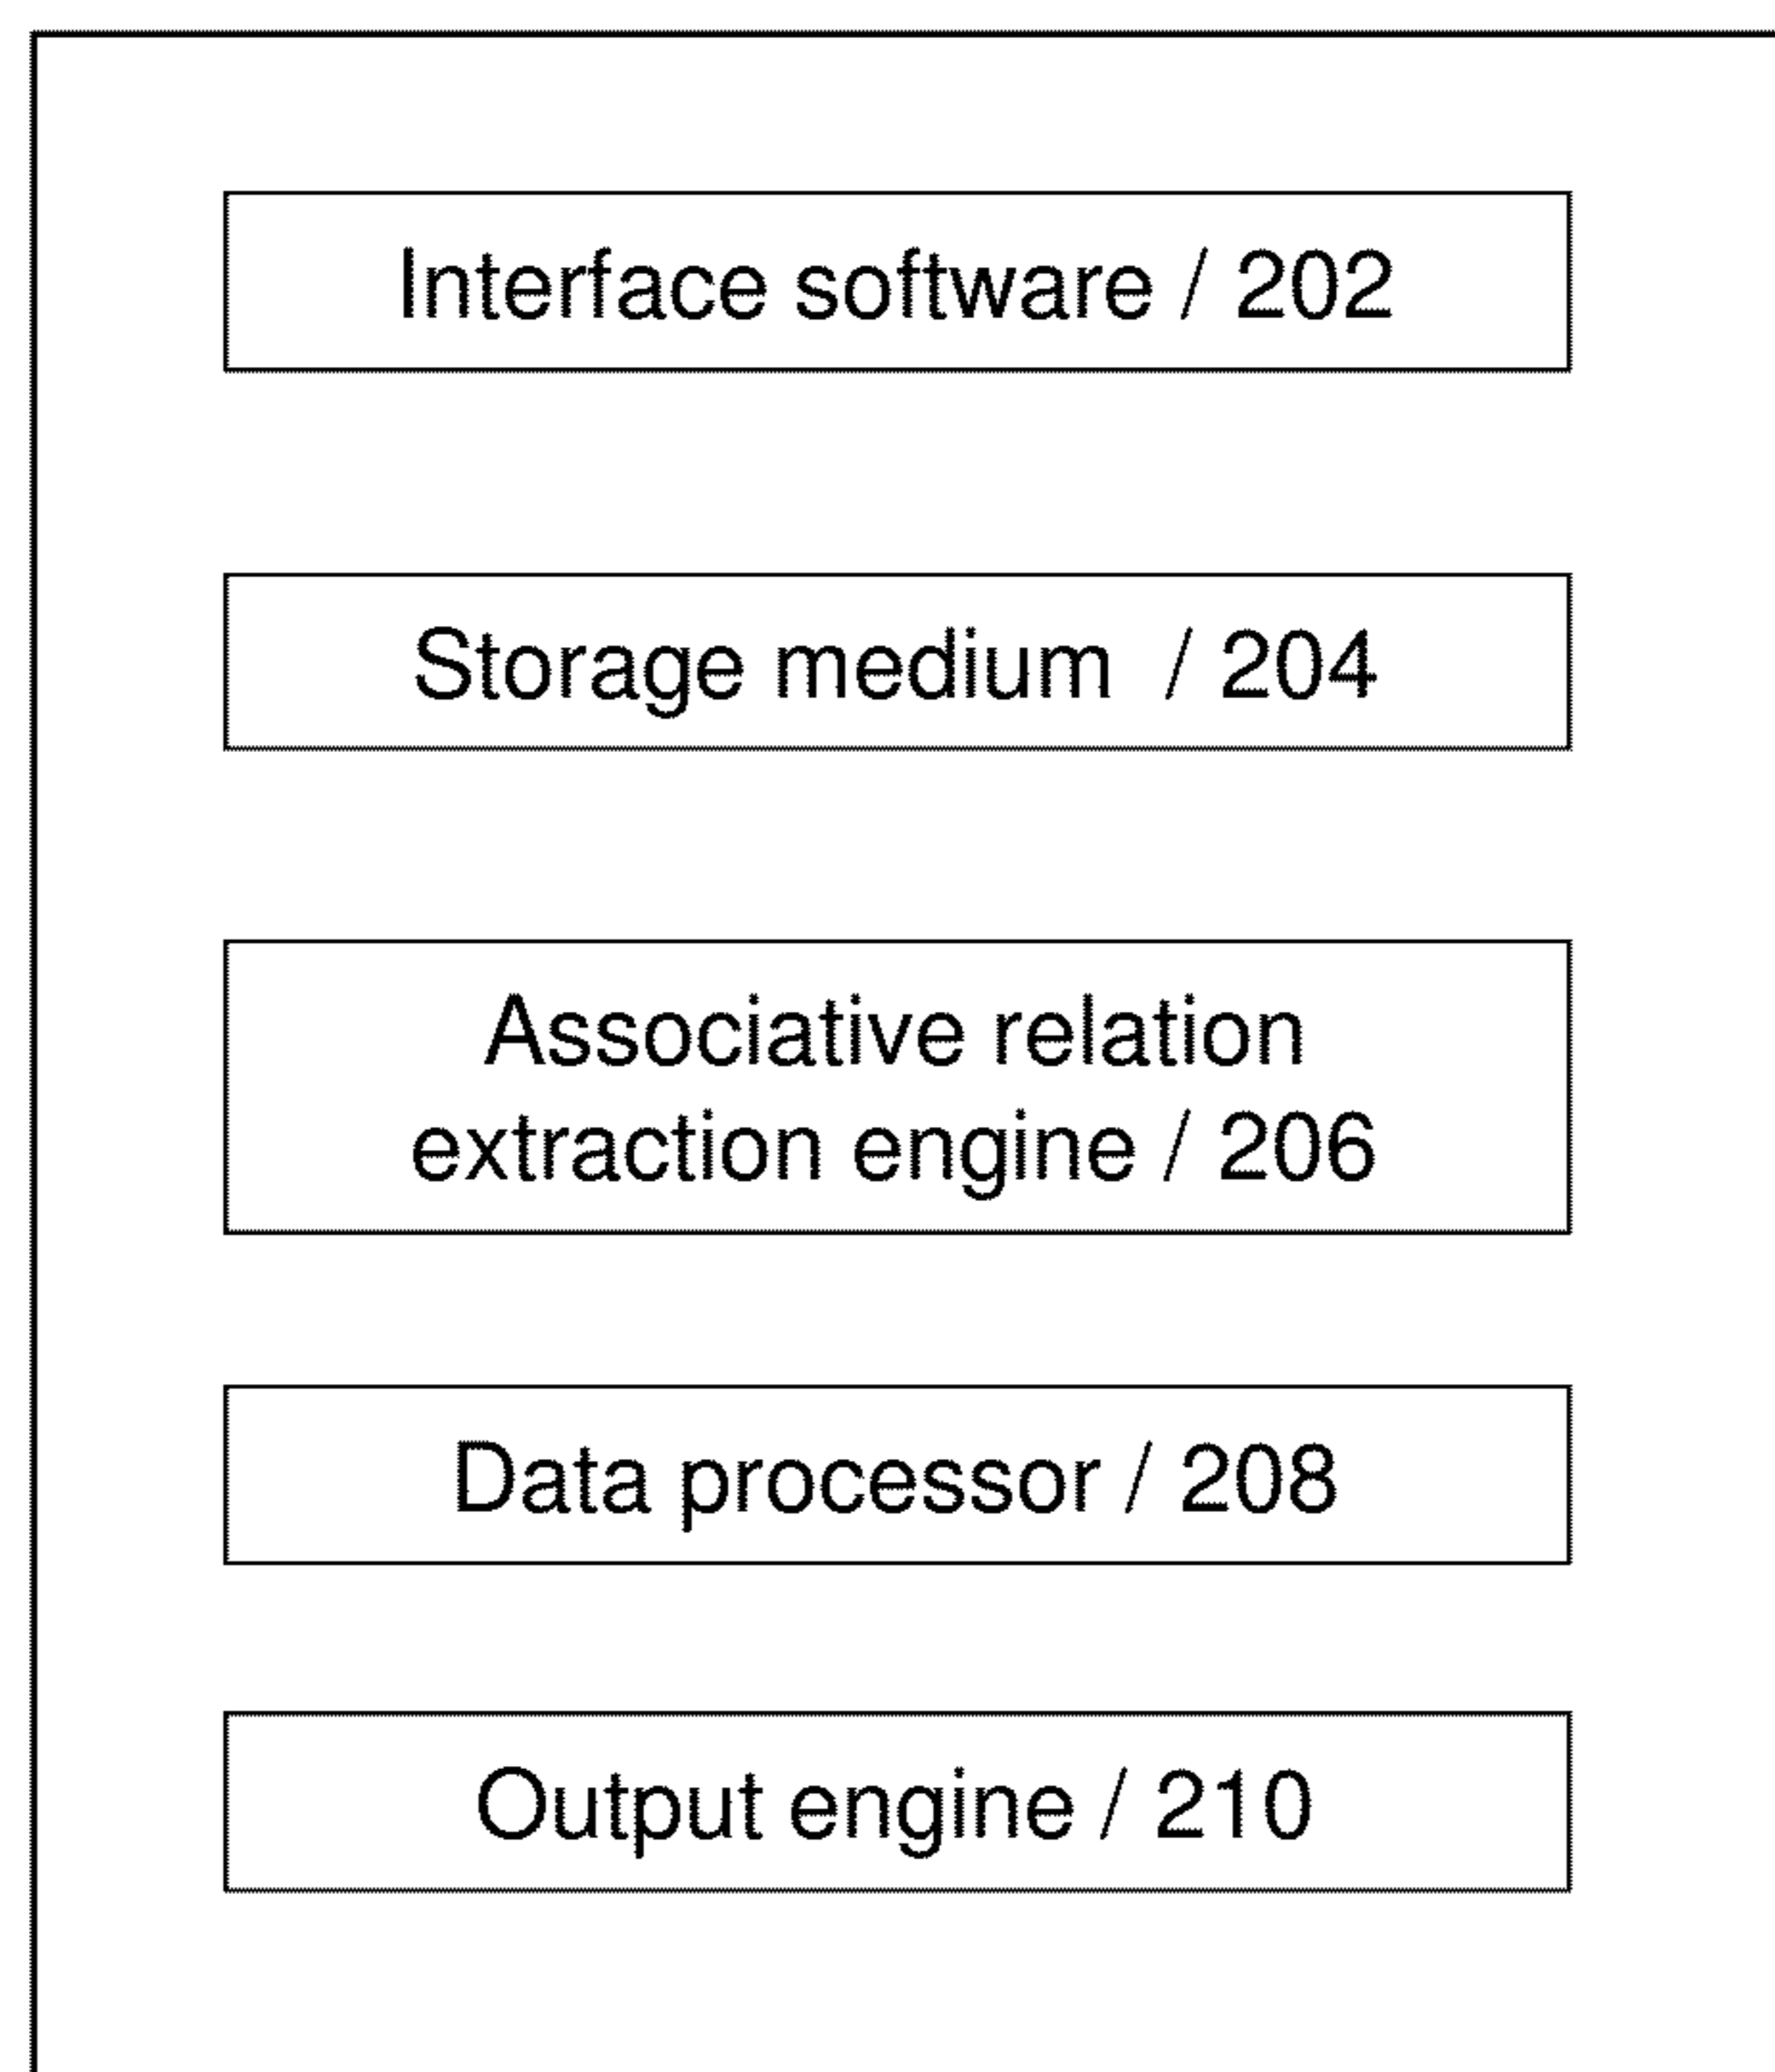 Interface software / 202
Storage medium / 204
Associative relation
extraction engine / 206
Data processor / 208
Output engine / 210